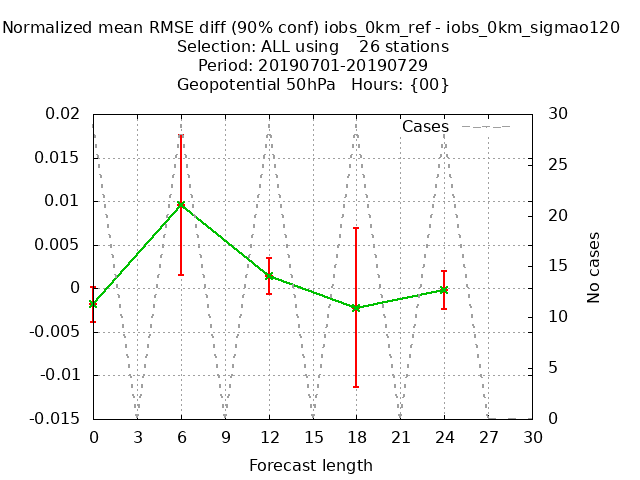 Normalized mean RMSE diff (90% conf) iobs_0km_ref - iobs_0km_sigmao120
Selection: ALL using    26 stations
Period: 20190701-20190729
Geopotential 50hPa   Hours: {00}
Cases
0.02
0.015
0.01
0.005
0
-0.005
-0.01
-0.015
30
25
20
15
10
5
0
No cases
0 3 6 9 12 15 18 21 24 27 30
Forecast length